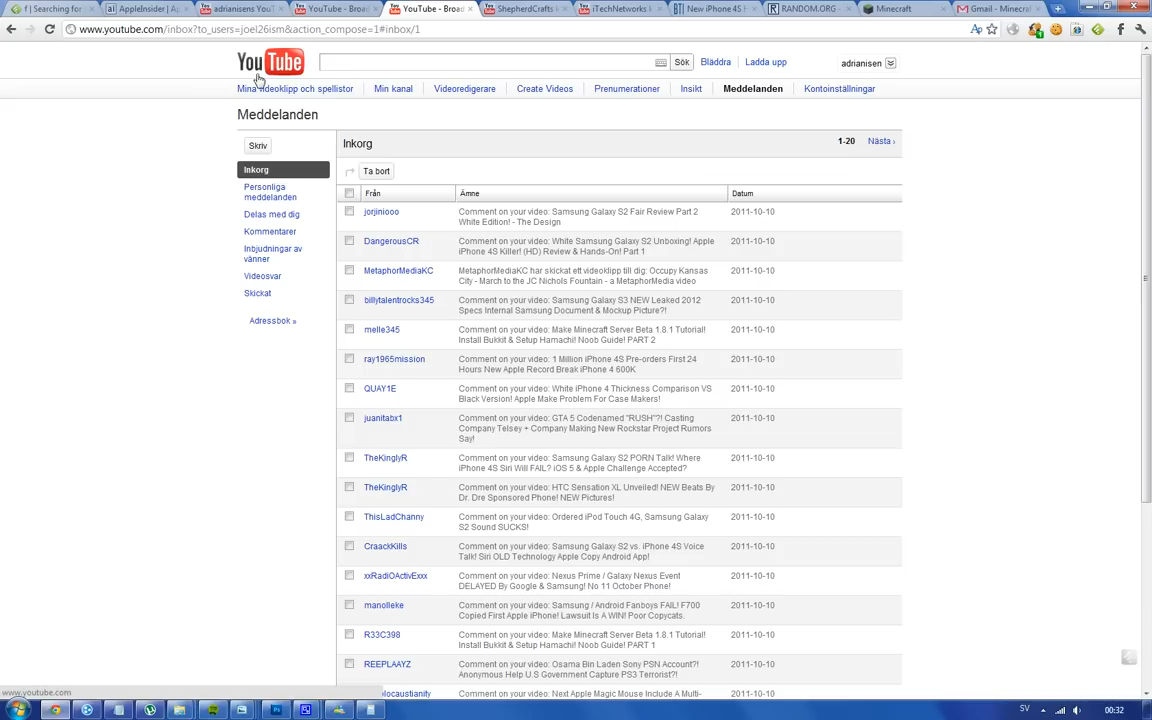 f | Searching for
AppleInsider | Ap
adrianisens YouT
YouTube - Broad
YouTube - Broad
ShepherdCrafts
iTechNetworks
New iPhone 4S
RANDOM.ORG -
Minecraft
Gmail - Minecra
www.youtube.com/inbox?to_users=joel26ism&action_compose=1#inbox/1
YouTube
Sök
Bläddra
Ladda upp
adrianisen
Mina videoklipp och spellistor
Min kanal
Videoredigerare
Create Videos
Prenumerationer
Insikt
Meddelanden
Kontoinställningar
Meddelanden
Skriv
Inkorg
Personliga
meddelanden
Delas med dig
Kommentarer
Inbjudningar av
vänner
Videosvar
Skickat
Adressbok »
Inkorg
1-20
Nästa ›
Ta bort
Från
Ämne
Datum
jorjiniooo
Comment on your video: Samsung Galaxy S2 Fair Review Part 2
White Edition! - The Design
2011-10-10
DangerousCR
Comment on your video: White Samsung Galaxy S2 Unboxing! Apple
iPhone 4S Killer! (HD) Review & Hands-On! Part 1
2011-10-10
MetaphorMediaKC
MetaphorMediaKC har skickat ett videoklipp till dig: Occupy Kansas
City - March to the JC Nichols Fountain - a MetaphorMedia video
2011-10-10
billytalentrocks345
Comment on your video: Samsung Galaxy S3 NEW Leaked 2012
Specs Internal Samsung Document & Mockup Picture?!
2011-10-10
melle345
Comment on your video: Make Minecraft Server Beta 1.8.1 Tutorial!
Install Bukkit & Setup Hamachi! Noob Guide! PART 2
2011-10-10
ray1965mission
Comment on your video: 1 Million iPhone 4S Pre-orders First 24
Hours New Apple Record Break iPhone 4 600K
2011-10-10
QUAY1E
Comment on your video: White iPhone 4 Thickness Comparison VS
Black Version! Apple Make Problem For Case Makers!
2011-10-10
juanitabx1
Comment on your video: GTA 5 Codenamed "RUSH"?! Casting
Company Telsey + Company Making New Rockstar Project Rumors
Say!
2011-10-10
TheKinglyR
Comment on your video: Samsung Galaxy S2 PORN Talk! Where
iPhone 4S Siri Will FAIL? iOS 5 & Apple Challenge Accepted?
2011-10-10
TheKinglyR
Comment on your video: HTC Sensation XL Unveiled! NEW Beats By
Dr. Dre Sponsored Phone! NEW Pictures!
2011-10-10
ThisLadChanny
Comment on your video: Ordered iPod Touch 4G, Samsung Galaxy
S2 Sound SUCKS!
2011-10-10
CraackKills
Comment on your video: Samsung Galaxy S2 vs. iPhone 4S Voice
Talk! Siri OLD Technology Apple Copy Android App!
2011-10-10
xxRadiOActivExxx
Comment on your video: Nexus Prime / Galaxy Nexus Event
DELAYED By Google & Samsung! No 11 October Phone!
2011-10-10
manolleke
Comment on your video: Samsung / Android Fanboys FAIL! F700
Copied First Apple iPhone! Lawsuit Is A WIN! Poor Copycats.
2011-10-10
R33C398
Comment on your video: Make Minecraft Server Beta 1.8.1 Tutorial!
Install Bukkit & Setup Hamachi! Noob Guide! PART 1
2011-10-10
REEPLAAYZ
Comment on your video: Osama Bin Laden Sony PSN Account?!
Anonymous Help U.S Government Capture PS3 Terrorist?!
2011-10-10
olocaustianity
Comment on your video: Next Apple Magic Mouse Include A Multi-
2011-10-10
www.youtube.com
SV
00:32